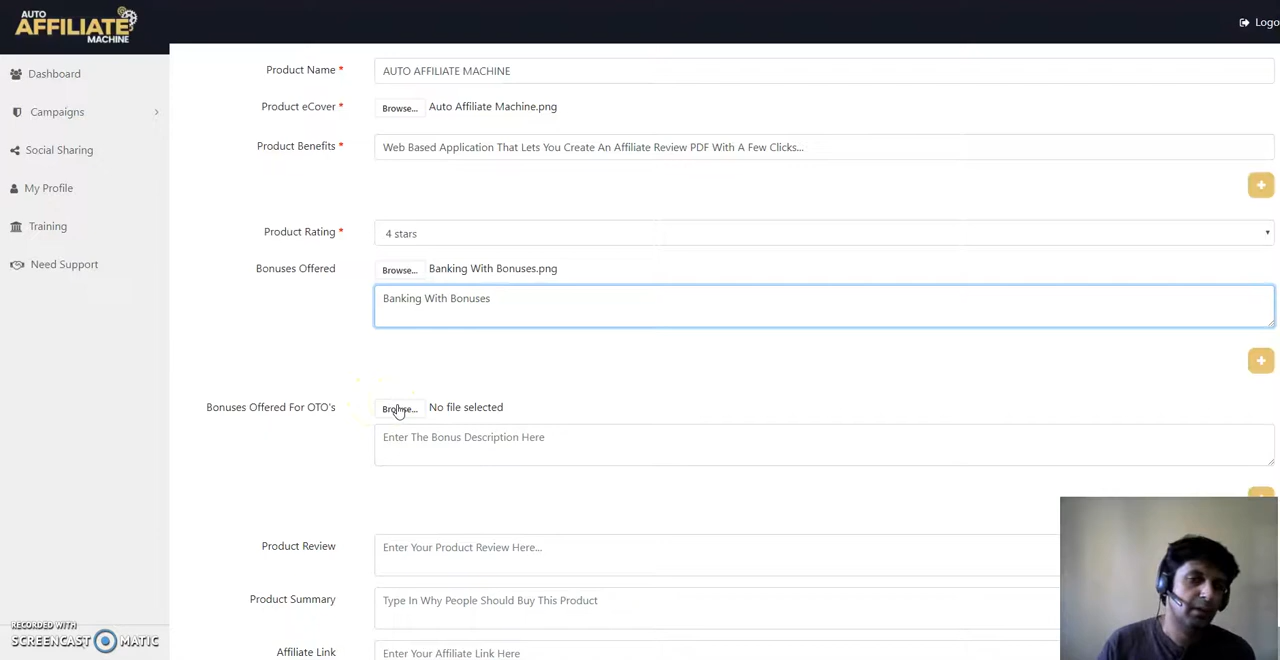 AUTO
AFFILIATE
MACHINE
Logo
Dashboard
Campaigns
Social Sharing
My Profile
Training
Need Support
Product Name *
AUTO AFFILIATE MACHINE
Product eCover *
Browse... Auto Affiliate Machine.png
Product Benefits *
Web Based Application That Lets You Create An Affiliate Review PDF With A Few Clicks...
Product Rating *
4 stars
Bonuses Offered
Browse... Banking With Bonuses.png
Banking With Bonuses
Bonuses Offered For OTO's
Browse... No file selected
Enter The Bonus Description Here
Product Review
Enter Your Product Review Here...
Product Summary
Type In Why People Should Buy This Product
Affiliate Link
Enter Your Affiliate Link Here
RECORDED WITH
SCREENCAST MATIC